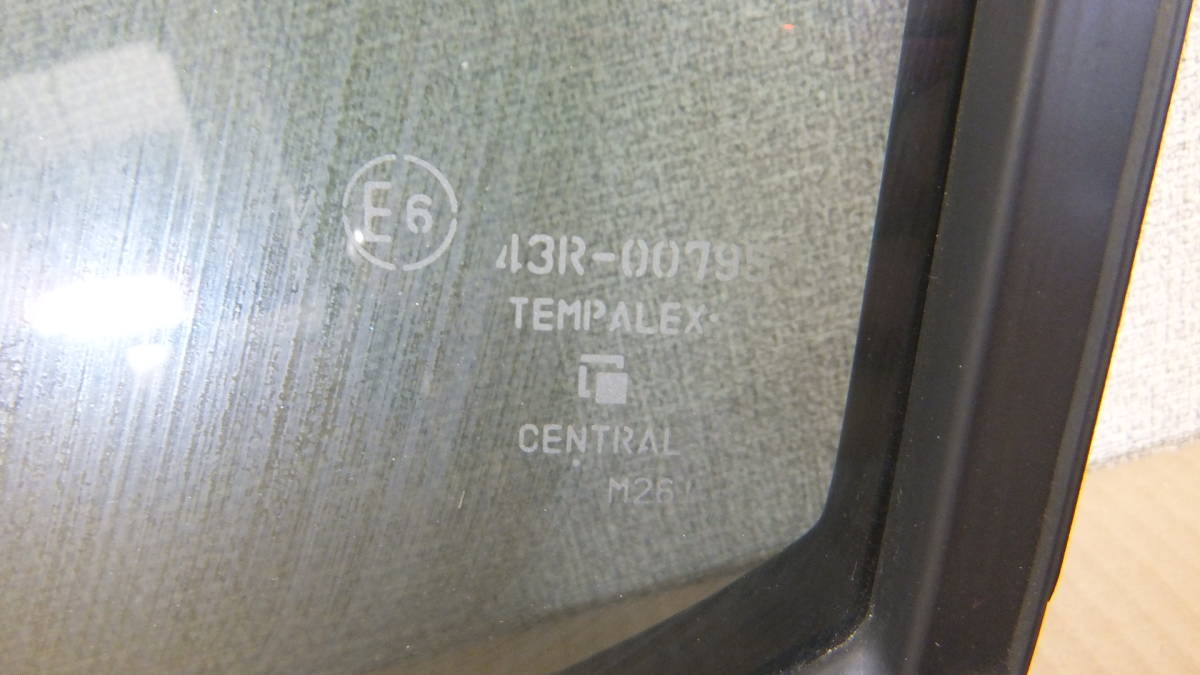 E6
43R-00795
TEMPALEX
CENTRAL
M26